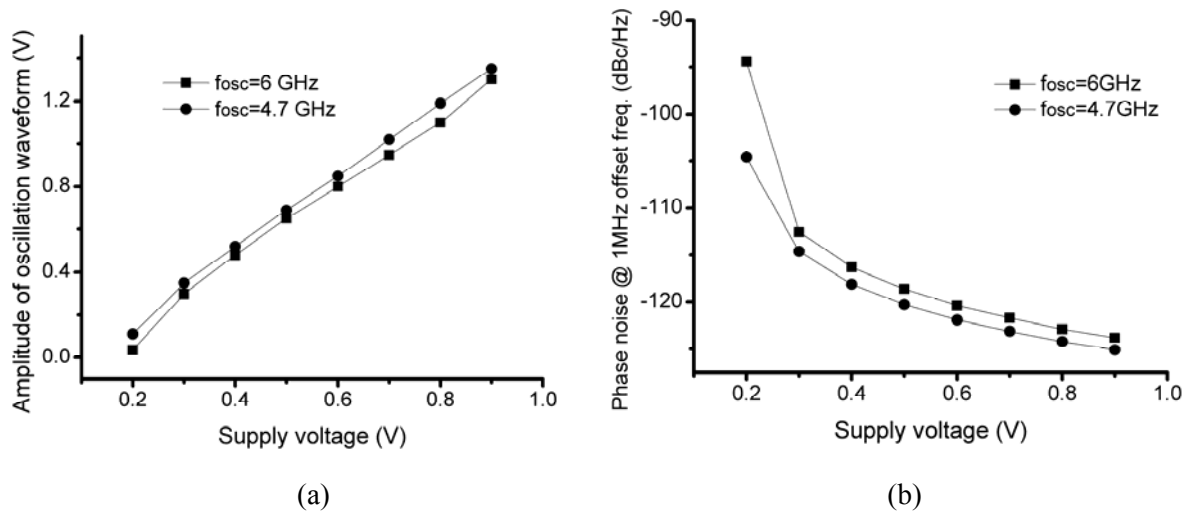 Amplitude of oscillation waveform (V)
1.2
0.8
0.4
0.0
fosc=6 GHz
fosc=4.7 GHz
0.2 0.4 0.6 0.8 1.0
Supply voltage (V)
(a)
Phase noise @ 1MHz offset freq. (dBc/Hz)
-90
-100
-110
-120
fosc=6GHz
fosc=4.7GHz
0.2 0.4 0.6 0.8 1.0
Supply voltage (V)
(b)